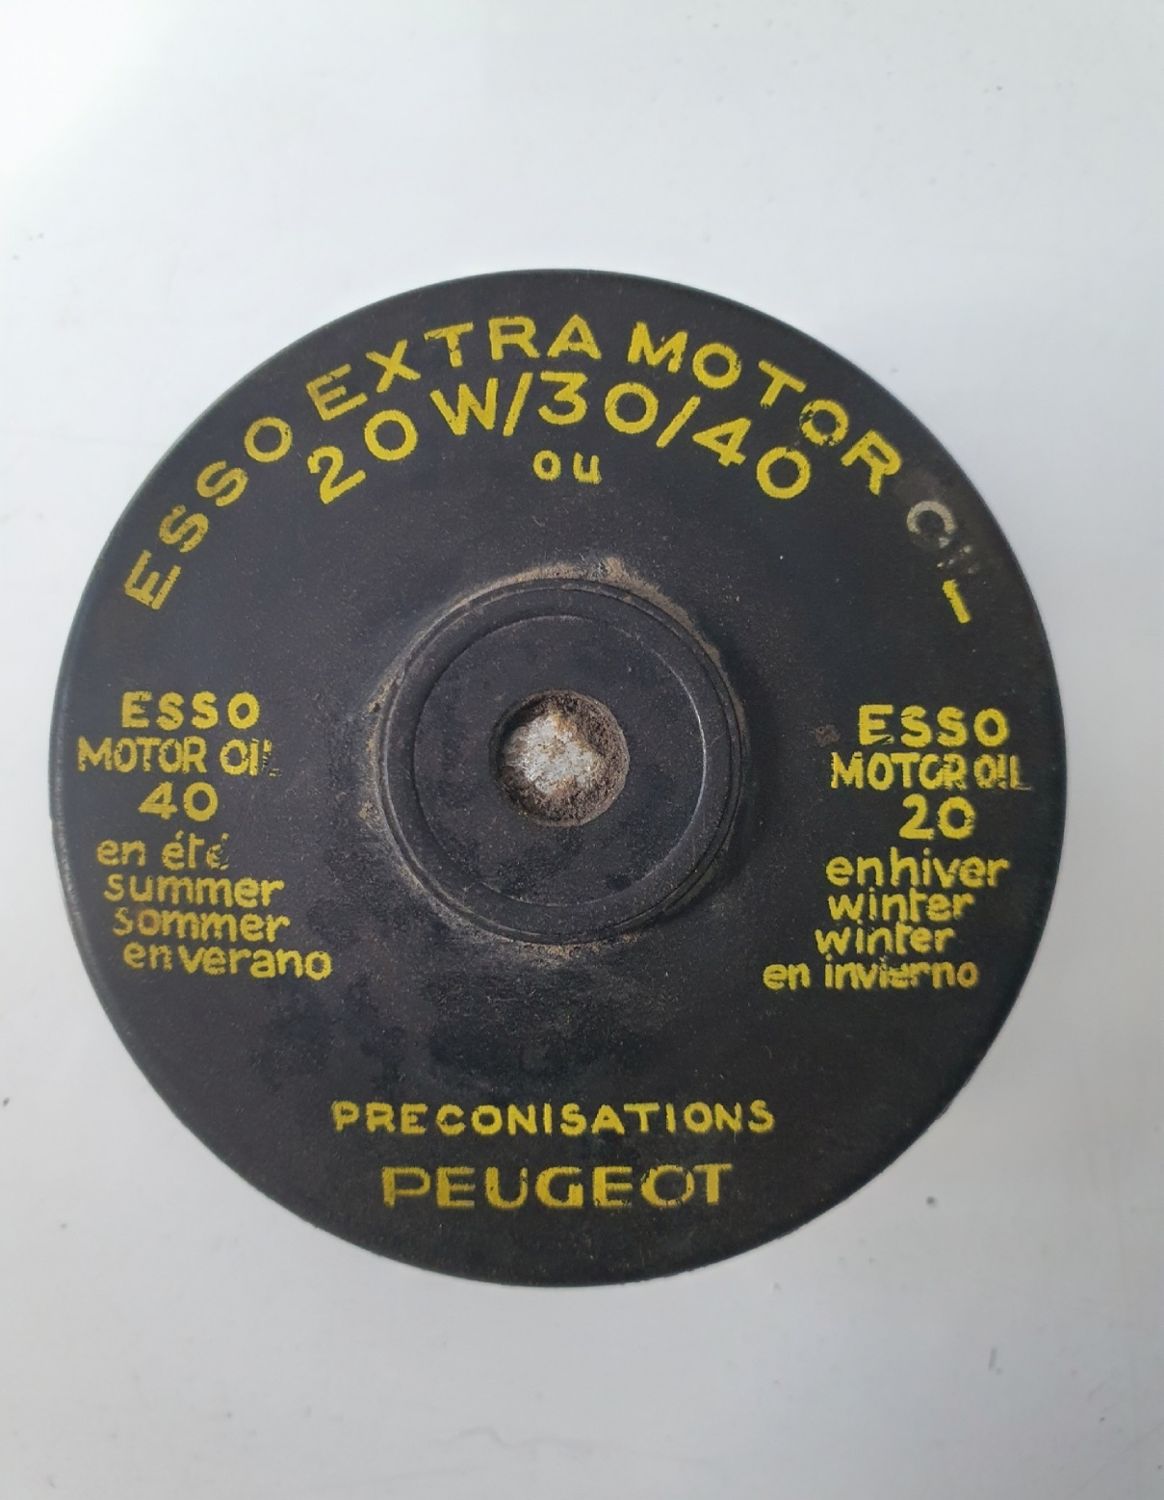 ESSO EXTRA MOTOR OIL
20W/30/40
ou
ESSO
MOTOR OIL
40
en été
summer
sommer
en verano
ESSO
MOTOR OIL
20
en hiver
winter
winter
en invierno
PRECONISATIONS
PEUGEOT